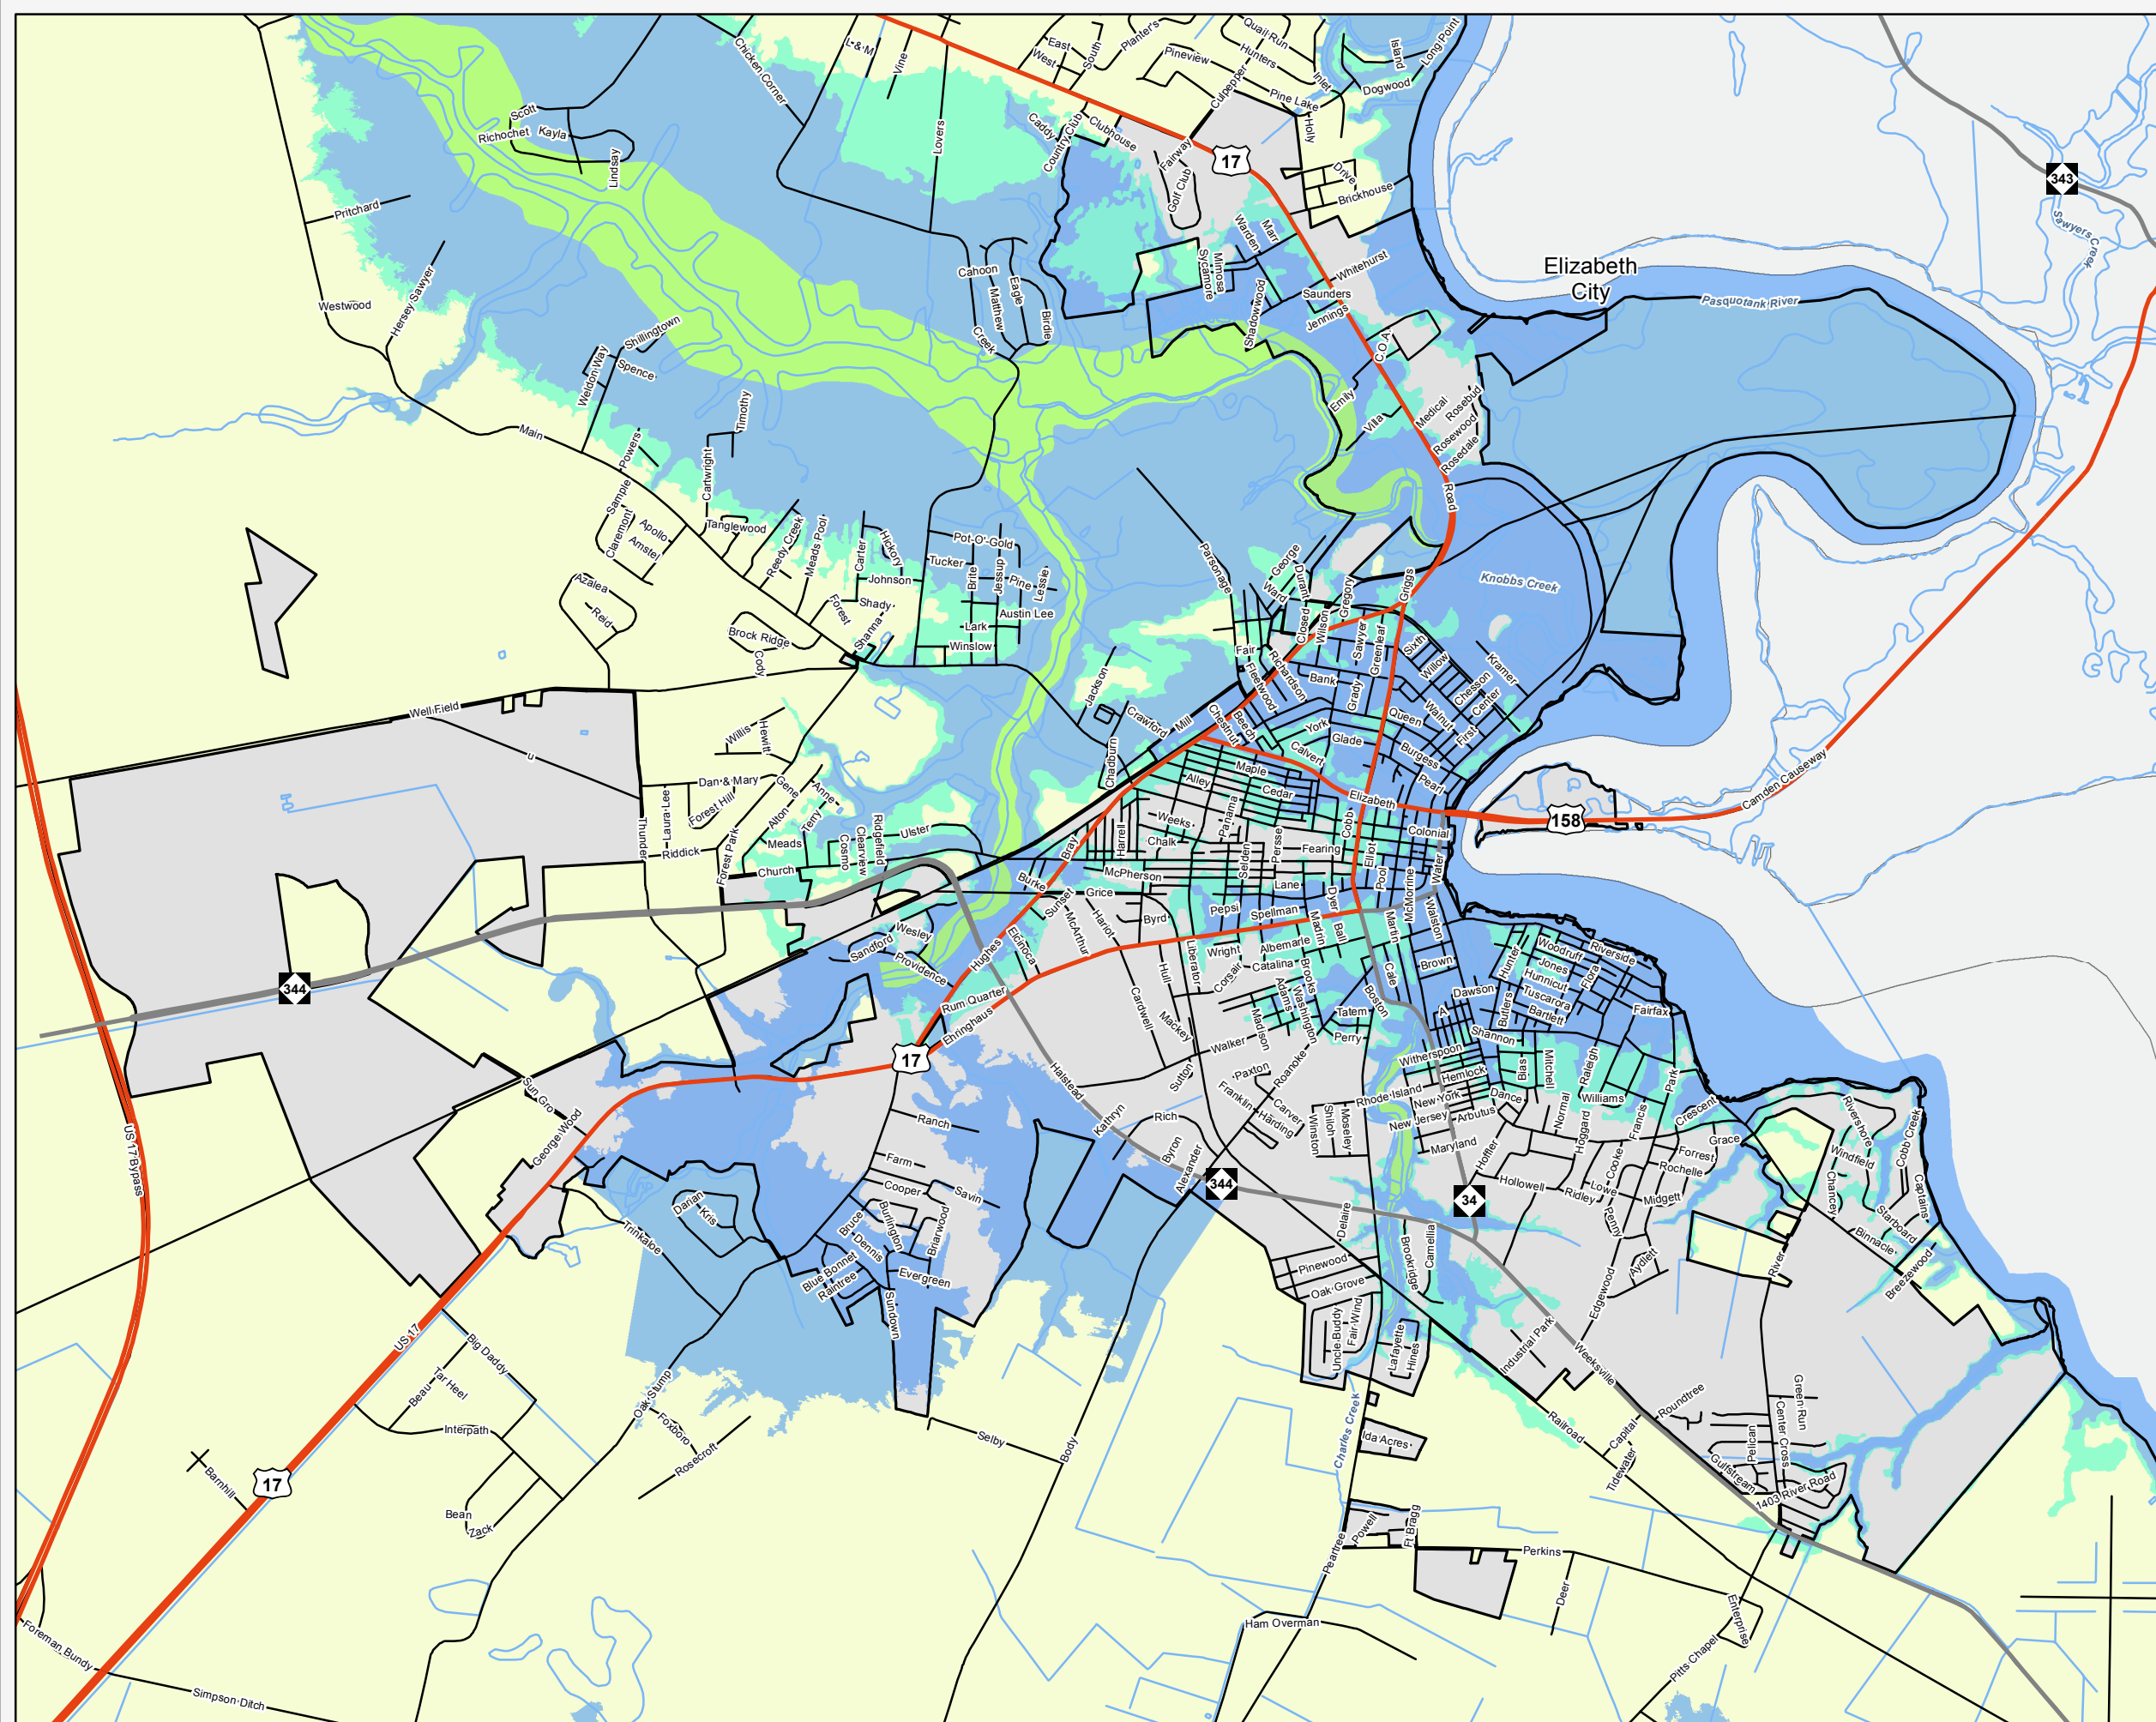 Quail Run
Planter's
Island
Long Point
East
South
Hunters
L & M
West
Pineview
Vine
Chicken Corner
Inlet
Culpepper
Dogwood
Pine Lake
Scott
Caddy
Country Club
Clubhouse
Holly
Richochet
Kayla
Lovers
Fairway
17
Lindsay
343
Drive
Golf Club
Brickhouse
Pritchard
Sawyers Creek
Warden
Marr
Elizabeth
City
Whitehurst
Cahoon
Sycamore
Mimosa
Eagle
Matthew
Hersey Sawyer
Saunders
Pasquotank River
Westwood
Shadowwood
Jennings
Birdie
Creek
Shillingtown
C.O.A.
Spence
Weldon Way
Emily
Rosebud
Medical
Timothy
Villa
Rosewood
Main
Powers
Rosedale
Cartwright
Road
Sample
Apollo
Tanglewood
Claremont
Reedy Creek
Meads Pool
Carter
Hickory
Pot-O'-Gold
Amstel
Parsonage
George
Tucker
Johnson
Brite
Jessup
Pine
Lessie
Durant
Knobbs Creek
Azalea
Ward
Gregory
Griggs
Reid
Forest
Shady
Austin Lee
Closed
Wilson
Brock Ridge
Shanna
Lark
Sawyer
Greenleaf
Sixth
Cody
Winslow
Fair
Willow
Kramer
Richardson
Bank
Fleetwood
Jackson
Grady
Chesson
Center
Well Field
Crawford
Mill
Chestnut
Beech
York
Queen
Walnut
First
Willis
Hewitt
Glade
Calvert
Burgess
u
Chadburn
Maple
Camden Causeway
Dan & Mary
Gene
Anne
Alley
Cedar
Pearl
Laura Lee
Forest Hill
Alton
Terry
Panama
Elizabeth
158
Thunder
Ulster
Weeks
Cobb
Colonial
Riddick
Forest Park
Meads
Cosmo
Clearview
Ridgefield
Bray
Harrell
Chalk
Selden
Persse
Fearing
Elliot
Water
Church
McPherson
Burke
Grice
Lane
Pool
McMorrine
Sunset
Dyer
Byrd
Pepsi
Spellman
McArthur
Hariot
Madrin
Ball
Martin
Walston
Wesley
Sandford
Hughes
Elcinoca
Wright
Albemarle
Woodruff
Riverside
Providence
Liberator
Catalina
Brooks
Brown
Hunter
Jones
Flora
344
Hull
Corsair
Cale
Hunnicut
Rum Quarter
Cardwell
Adams
Washington
Boston
Dawson
Tuscarora
Ehringhaus
Mackey
Madison
Tatem
A
Butlers
Bartlett
Fairfax
17
Walker
Perry
Shannon
Witherspoon
Roanoke
Sutton
Paxton
Hemlock
Bias
Mitchell
Raleigh
Park
Sun Gro
Halstead
Rhode Island
New York
Dance
Williams
Franklin
Carver
Harding
New Jersey
Arbutus
Normal
Francis
Crescent
US 17 Bypass
George Wood
Ranch
Kathryn
Rich
Winston
Shiloh
Moseley
Maryland
Hoggard
Grace
Rivershore
Cobb Creek
Byron
Alexander
Hoffler
Forrest
Farm
Cooke
Rochelle
Windfield
344
34
Cooper
Savin
Hollowell
Ridley
Lowe
Midgett
Chaney
Captains
Darian
Kris
Burlington
Bruce
Briarwood
Delaire
Penny
Starboard
Trinkaloe
Dennis
Brookridge
Camellia
Binnacle
Blue Bonnet
Raintree
Evergreen
Pinewood
Aydlett
River
Breezewood
Oak Grove
Edgewood
Sundown
Uncle Buddy
Fair Wind
US 17
Big Daddy
Lafayette
Hines
Industrial Park
Weeksville
Beau
Tar Heel
Oak Stump
Foxboro
Green Run
Roundtree
Interpath
Charles Creek
Railroad
Center Cross
Rosecroft
Selby
Body
Ida Acres
Capital
Pelican
Barnhill
17
Tidewater
Gulfstream
1403 River Road
Bean
Zack
Powell
Ft Bragg
Peartree
Perkins
Deer
Enterprise
Foreman Bundy
Ham Overman
Pitts Chapel
Simpson Ditch